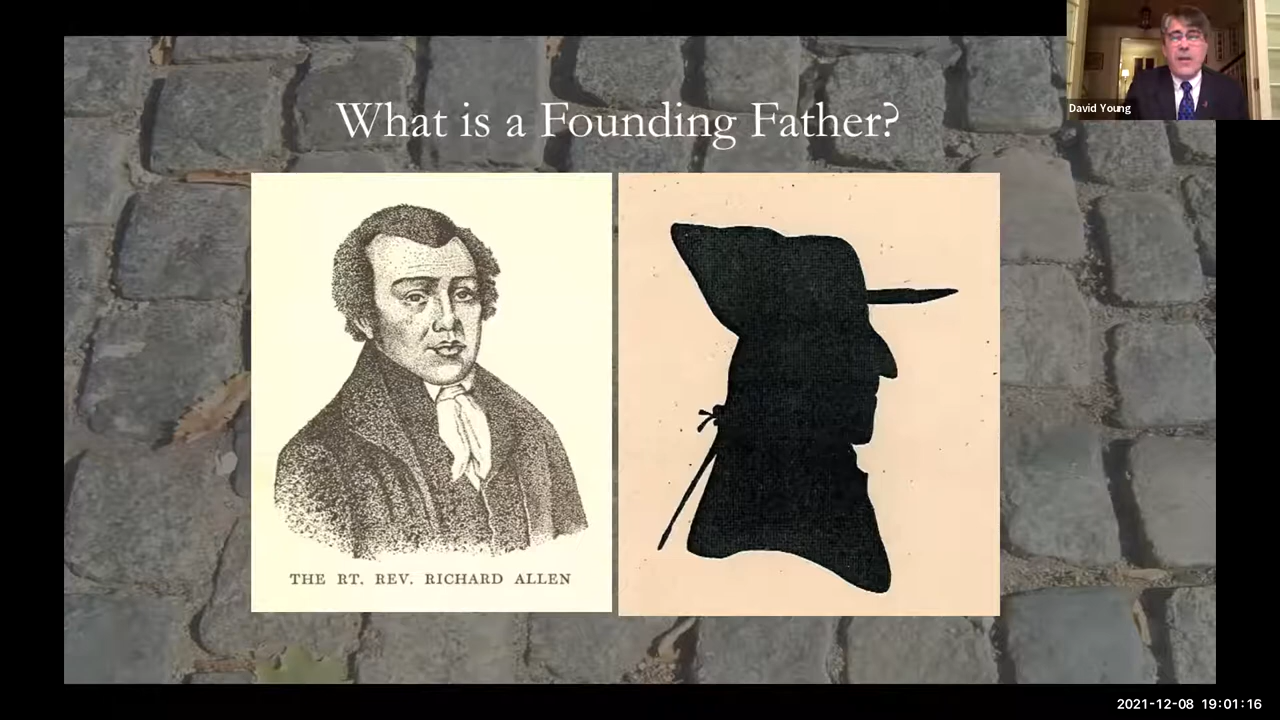 What is a Founding Father?
David Young
THE RT. REV. RICHARD ALLEN
2021-12-08 19:01:16